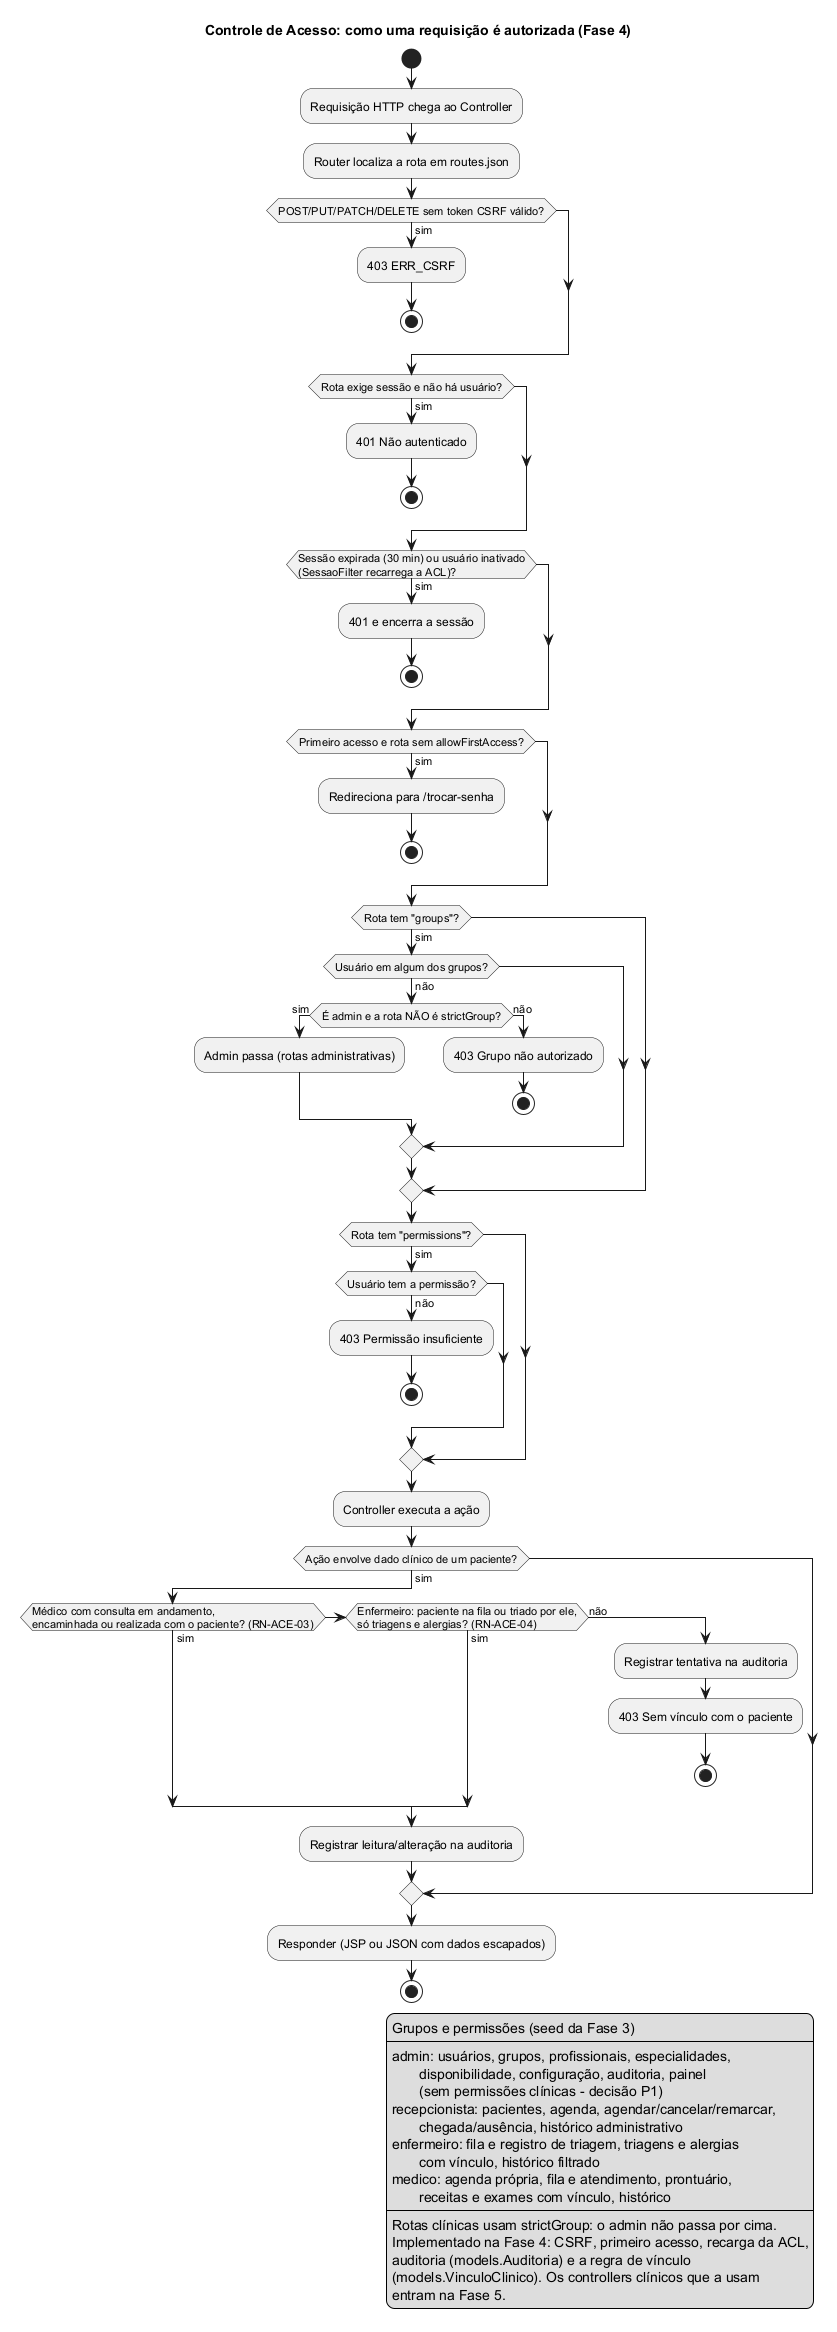 Controle de Acesso: como uma requisição é autorizada (Fase 4)
Requisição HTTP chega ao Controller
Router localiza a rota em routes.json
POST/PUT/PATCH/DELETE sem token CSRF válido?
sim
403 ERR_CSRF
Rota exige sessão e não há usuário?
sim
401 Não autenticado
Sessão expirada (30 min) ou usuário inativado
(SessaoFilter recarrega a ACL)?
sim
401 e encerra a sessão
Primeiro acesso e rota sem allowFirstAccess?
sim
Redireciona para /trocar-senha
Rota tem "groups"?
sim
Usuário em algum dos grupos?
não
sim
É admin e a rota NÃO é strictGroup?
não
Admin passa (rotas administrativas)
403 Grupo não autorizado
Rota tem "permissions"?
sim
Usuário tem a permissão?
não
403 Permissão insuficiente
Controller executa a ação
Ação envolve dado clínico de um paciente?
sim
Médico com consulta em andamento,
encaminhada ou realizada com o paciente? (RN-ACE-03)
sim
Enfermeiro: paciente na fila ou triado por ele,
só triagens e alergias? (RN-ACE-04)
sim
não
Registrar tentativa na auditoria
403 Sem vínculo com o paciente
Registrar leitura/alteração na auditoria
Responder (JSP ou JSON com dados escapados)
Grupos e permissões (seed da Fase 3)
admin: usuários, grupos, profissionais, especialidades,
disponibilidade, configuração, auditoria, painel
(sem permissões clínicas - decisão P1)
recepcionista: pacientes, agenda, agendar/cancelar/remarcar,
chegada/ausência, histórico administrativo
enfermeiro: fila e registro de triagem, triagens e alergias
com vínculo, histórico filtrado
medico: agenda própria, fila e atendimento, prontuário,
receitas e exames com vínculo, histórico
Rotas clínicas usam strictGroup: o admin não passa por cima.
Implementado na Fase 4: CSRF, primeiro acesso, recarga da ACL,
auditoria (models.Auditoria) e a regra de vínculo
(models.VinculoClinico). Os controllers clínicos que a usam
entram na Fase 5.